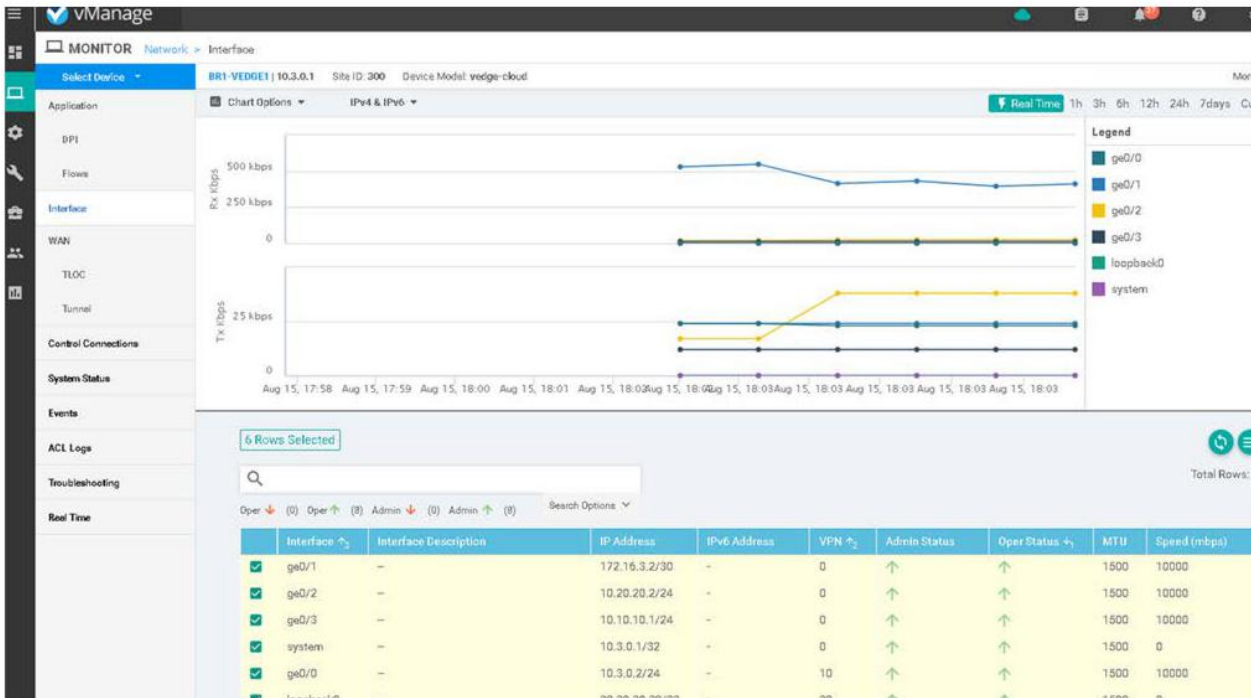 vManage
MONITOR Network > Interface
Select Device
BR1-VEDGE1 | 10.3.0.1 Site ID: 300 Device Model: vedge-cloud
Application
DPI
Flows
Interface
WAN
TLOC
Tunnel
Control Connections
System Status
Events
ACL Logs
Troubleshooting
Real Time
Chart Options IPv4 & IPv6
Real Time 1h 3h 6h 12h 24h 7days
Rx Kbps
500 kbps
250 kbps
0
Tx Kbps
25 kbps
0
Aug 15, 17:58 Aug 15, 17:59 Aug 15, 18:00 Aug 15, 18:01 Aug 15, 18:02 Aug 15, 18:03 Aug 15, 18:03 Aug 15, 18:03 Aug 15, 18:03
Legend
ge0/0
ge0/1
ge0/2
ge0/3
loopback0
system
6 Rows Selected
Total Rows:
Search Options
Oper (0) Oper (8) Admin (0) Admin (8)
Interface Interface Description IP Address IPv6 Address VPN Admin Status Oper Status MTU Speed (mbps)
ge0/1 -- 172.16.3.2/30 - 0 1500 10000
ge0/2 -- 10.20.20.2/24 - 0 1500 10000
ge0/3 -- 10.10.10.1/24 - 0 1500 10000
system -- 10.3.0.1/32 - 0 1500 0
ge0/0 -- 10.3.0.2/24 - 10 1500 10000